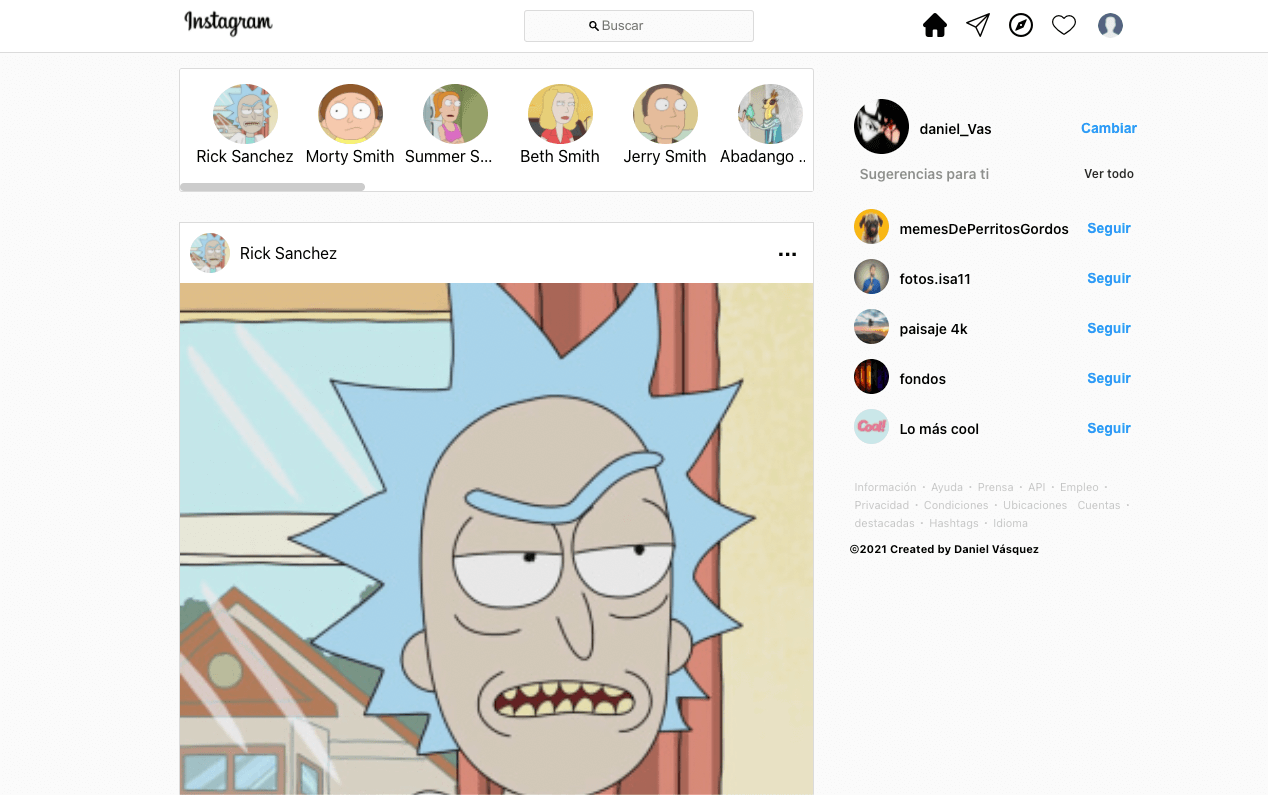 Instagram
Buscar
Rick Sanchez Morty Smith Summer S... Beth Smith Jerry Smith Abadango ..
daniel_Vas Cambiar
Sugerencias para ti Ver todo
Rick Sanchez ...
memesDePerritosGordos Seguir
fotos.isa11 Seguir
paisaje 4k Seguir
fondos Seguir
Cool!
Lo más cool Seguir
Información · Ayuda · Prensa · API · Empleo ·
Privacidad · Condiciones · Ubicaciones Cuentas ·
destacadas · Hashtags · Idioma
©2021 Created by Daniel Vásquez